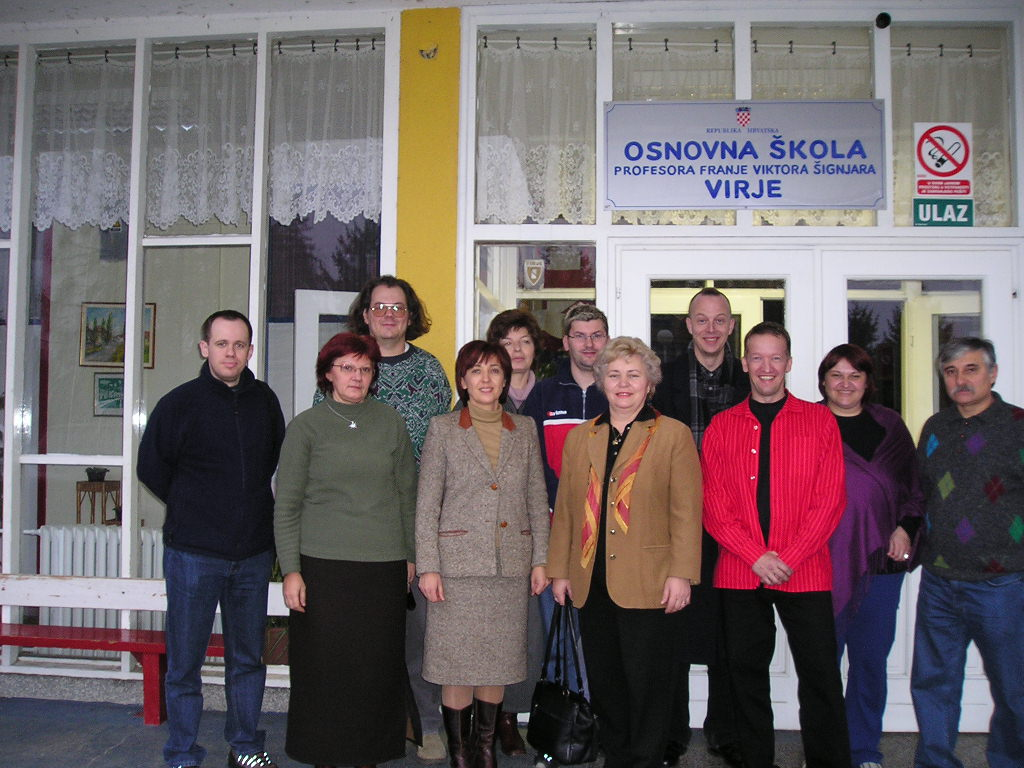 REPUBLIKA HRVATSKA
OSNOVNA ŠKOLA
PROFESORA FRANJE VIKTORA ŠIGNJARA
VIRJE
ULAZ